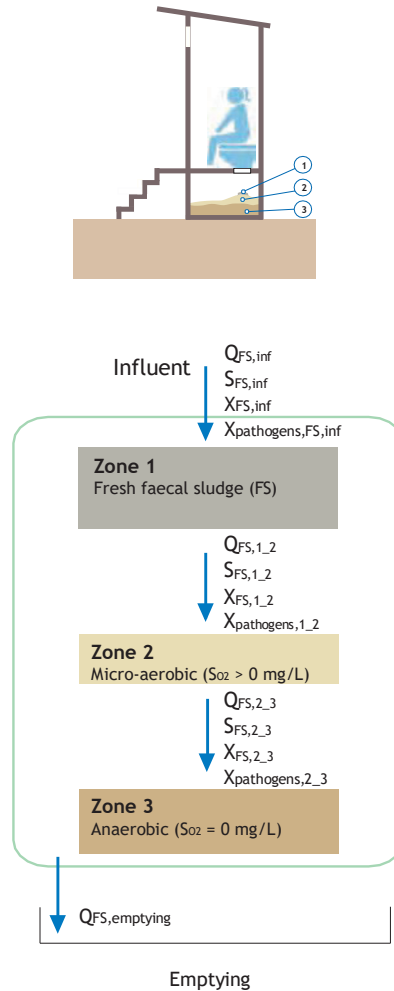 1
2
3
Influent
QFS,inf
SFS,inf
XFS,inf
Xpathogens,FS,inf
Zone 1
Fresh faecal sludge (FS)
QFS,1_2
SFS,1_2
XFS,1_2
Xpathogens,1_2
Zone 2
Micro-aerobic (SO2 > 0 mg/L)
QFS,2_3
SFS,2_3
XFS,2_3
Xpathogens,2_3
Zone 3
Anaerobic (SO2 = 0 mg/L)
QFS,emptying
Emptying